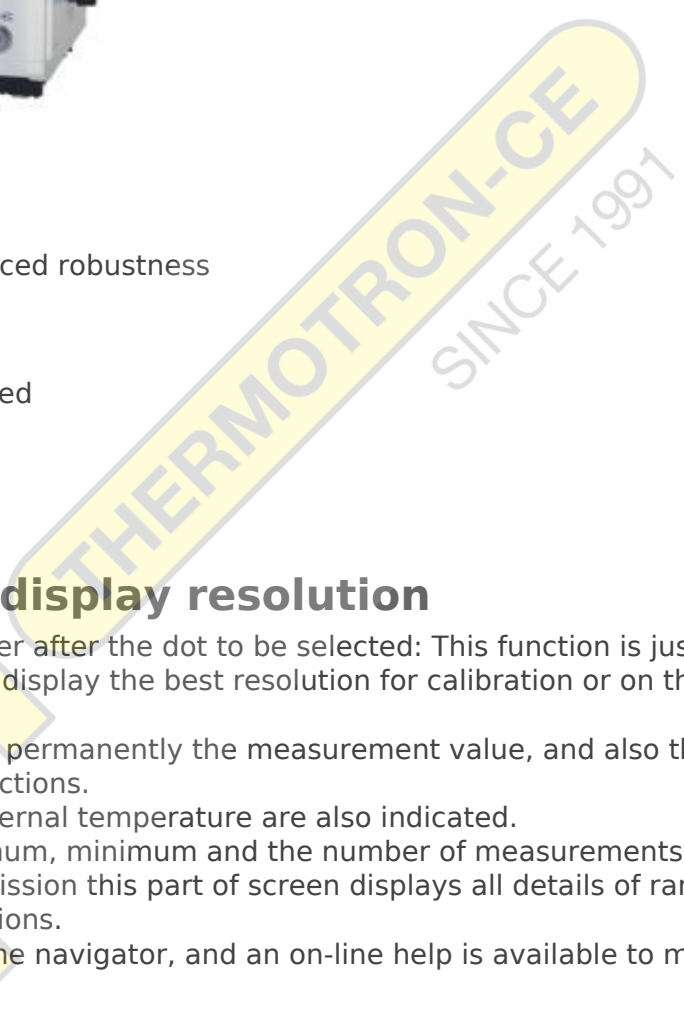 THERMOTRON-CE
SINCE 1991
ced robustness
ed
display resolution
er after the dot to be selected: This function is jus
display the best resolution for calibration or on th
permanently the measurement value, and also th
ctions.
ernal temperature are also indicated.
um, minimum and the number of measurements
ission this part of screen displays all details of ran
ions.
he navigator, and an on-line help is available to m